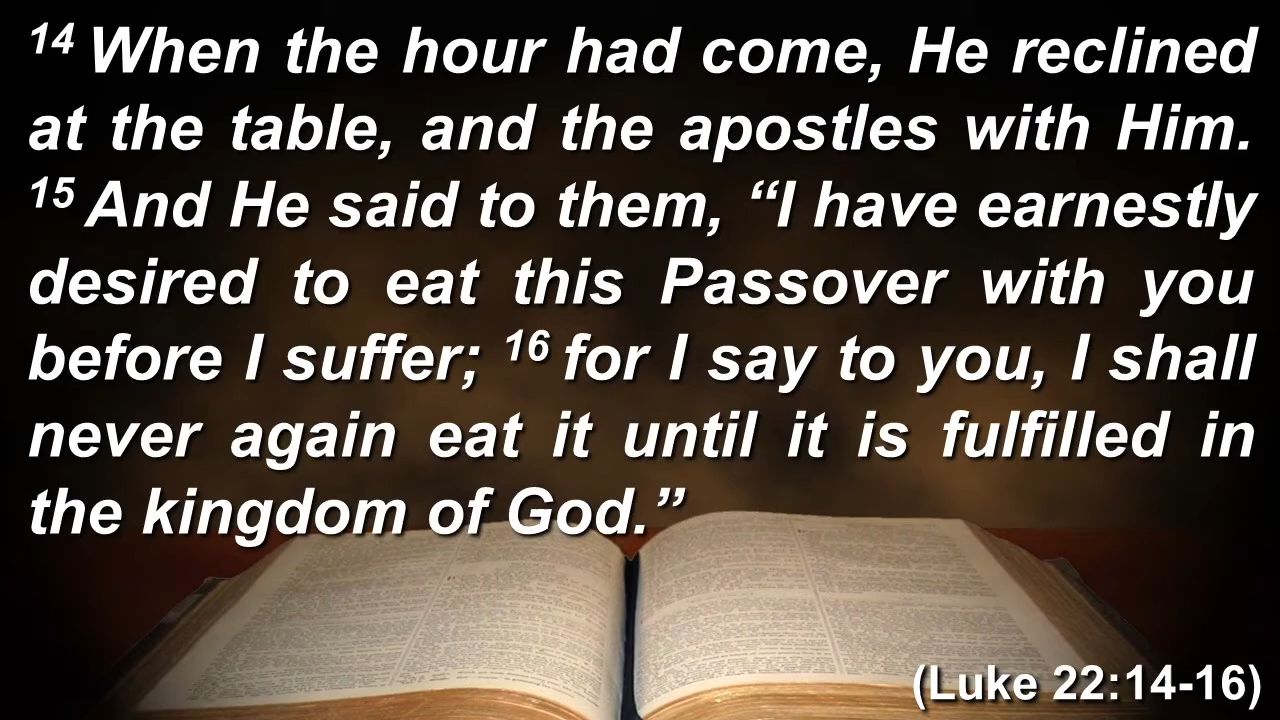 14 When the hour had come, He reclined
at the table, and the apostles with Him.
15 And He said to them, “I have earnestly
desired to eat this Passover with you
before I suffer; 16 for I say to you, I shall
never again eat it until it is fulfilled in
the kingdom of God.”
(Luke 22:14-16)